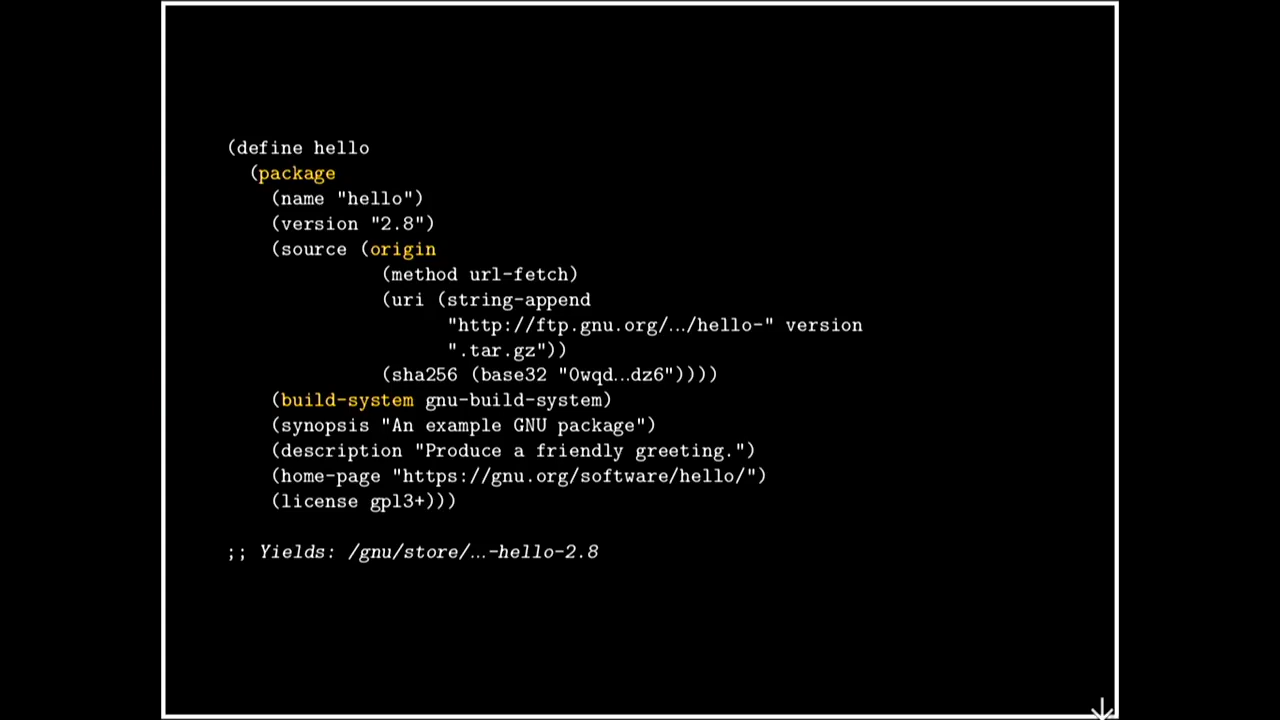 (define hello
  (package
    (name "hello")
    (version "2.8")
    (source (origin
              (method url-fetch)
              (uri (string-append
                    "http://ftp.gnu.org/.../hello-" version
                    ".tar.gz"))
              (sha256 (base32 "0wqd...dz6"))))
    (build-system gnu-build-system)
    (synopsis "An example GNU package")
    (description "Produce a friendly greeting.")
    (home-page "https://gnu.org/software/hello/")
    (license gpl3+)))
;; Yields: /gnu/store/...-hello-2.8